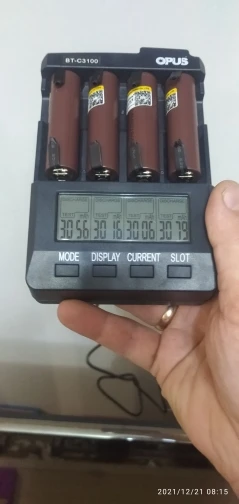 BT-C3100 OPUS
3056 3016 3006 3079
MODE DISPLAY CURRENT SLOT
2021/12/21 08:15